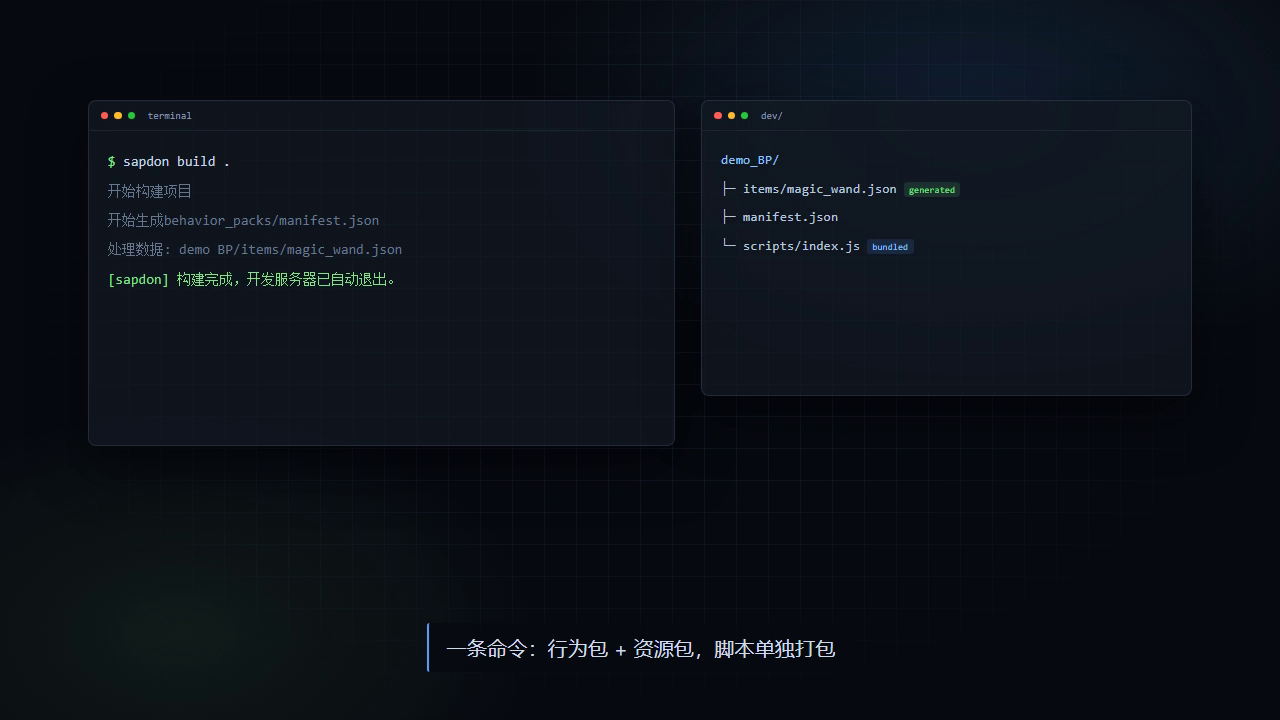 terminal
$ sapdon build .
开始构建项目
开始生成behavior_packs/manifest.json
处理数据: demo BP/items/magic_wand.json
[sapdon] 构建完成，开发服务器已自动退出。
dev/
demo_BP/
├─ items/magic_wand.json generated
├─ manifest.json
└─ scripts/index.js bundled
一条命令：行为包 + 资源包，脚本单独打包